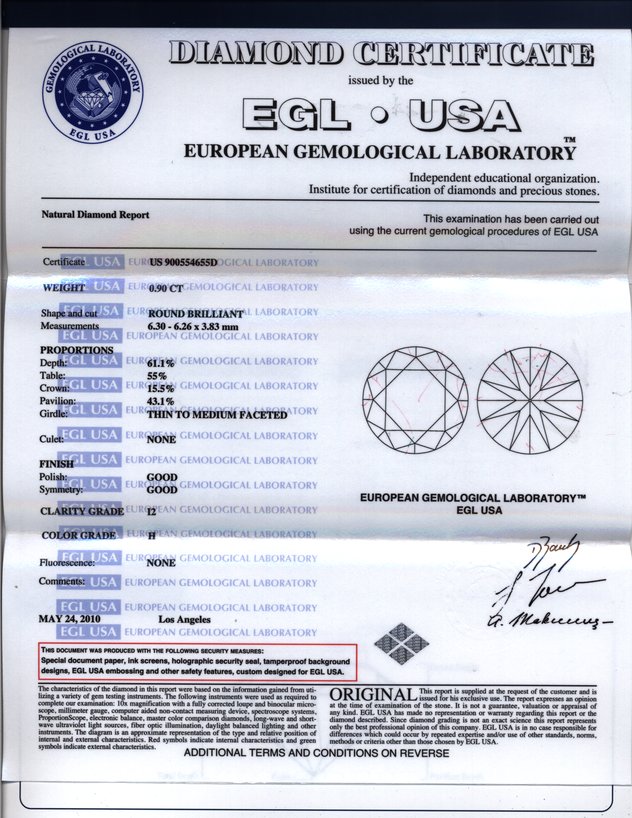 GEMOLOGICAL LABORATORY
EGL USA
DIAMOND CERTIFICATE
issued by the
EGL • USA
EUROPEAN GEMOLOGICAL LABORATORY™
Independent educational organization.
Institute for certification of diamonds and precious stones.
Natural Diamond Report
This examination has been carried out
using the current gemological procedures of EGL USA
Certificate US 900554655D
WEIGHT 0.90 CT
Shape and cut ROUND BRILLIANT
Measurements 6.30 - 6.26 x 3.83 mm
PROPORTIONS
Depth: 61.1%
Table: 55%
Crown: 15.5%
Pavilion: 43.1%
Girdle: THIN TO MEDIUM FACETED
Culet: NONE
FINISH
Polish: GOOD
Symmetry: GOOD
CLARITY GRADE I2
COLOR GRADE H
Fluorescence: NONE
Comments:
MAY 24, 2010 Los Angeles
EGL USA EUROPEAN GEMOLOGICAL LABORATORY
EUROPEAN GEMOLOGICAL LABORATORY™
EGL USA
THIS DOCUMENT WAS PRODUCED WITH THE FOLLOWING SECURITY MEASURES:
Special document paper, ink screens, holographic security seal, tamperproof background
designs, EGL USA embossing and other safety features, custom designed for EGL USA.
The characteristics of the diamond in this report were based on the information gained from uti-
lizing a variety of gem testing instruments. The following instruments were used as required to
complete our examination: 10x magnification with a fully corrected loupe and binocular micro-
scope, millimeter gauge, computer aided non-contact measuring device, spectroscope systems,
ProportionScope, electronic balance, master color comparison diamonds, long-wave and short-
wave ultraviolet light sources, fiber optic illumination, daylight balanced lighting and other
instruments. The diagram is an approximate representation of the type and relative position of
internal and external characteristics. Red symbols indicate internal characteristics and green
symbols indicate external characteristics.
ORIGINAL This report is supplied at the request of the customer and is
issued for his exclusive use. The report expresses an opinion
at the time of examination of the stone. It is not a guarantee, valuation or appraisal of
any kind. EGL USA has made no representation or warranty regarding this report or the
diamond described. Since diamond grading is not an exact science this report represents
only the best professional opinion of this company. EGL USA is in no case responsible for
differences which could occur by repeated expertise and/or use of other standards, norms,
methods or criteria other than those chosen by EGL USA.
ADDITIONAL TERMS AND CONDITIONS ON REVERSE